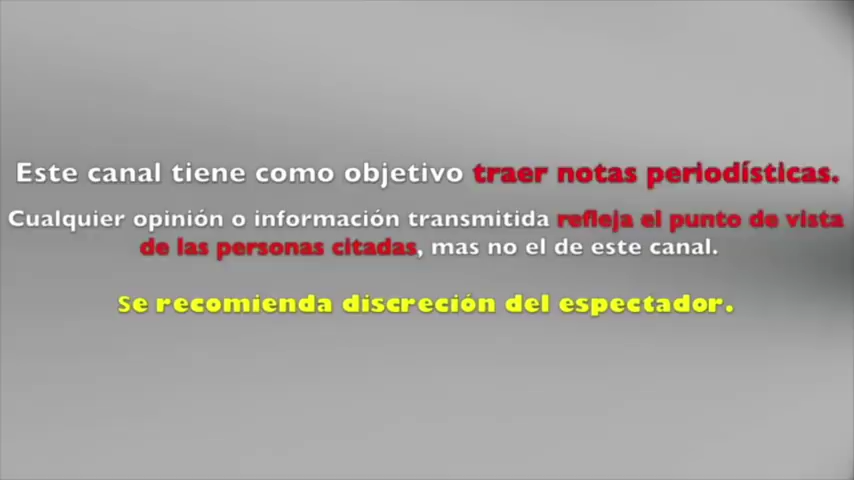 Este canal tiene como objetivo traer notas periodísticas.
Cualquier opinión o información transmitida refleja el punto de vista
de las personas citadas, mas no el de este canal.
Se recomienda discreción del espectador.